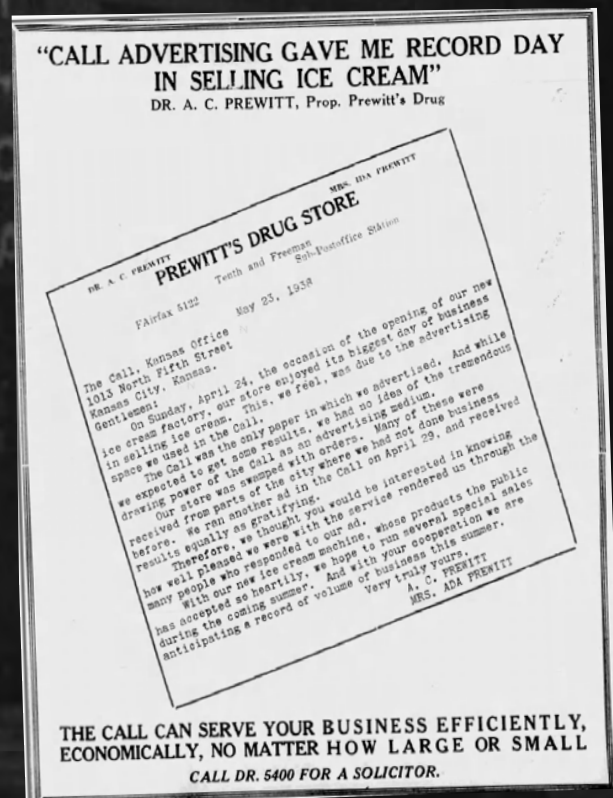 "CALL ADVERTISING GAVE ME RECORD DAY
IN SELLING ICE CREAM"
DR. A. C. PREWITT, Prop. Prewitt's Drug
DR. A. C. PREWITT
MRS. IDA PREWITT
PREWITT'S DRUG STORE
Tenth and Freeman
FAirfax 5122
Sub-Postoffice Station
May 23, 1938
The Call, Kansas Office
1013 North Fifth Street
Kansas City, Kansas.
Gentlemen:
On Sunday, April 24, the occasion of the opening of our new
ice cream factory, our store enjoyed its biggest day of business
in selling ice cream. This, we feel, was due to the advertising
space we used in the Call.
The Call was the only paper in which we advertised. And while
we expected to get some results, we had no idea of the tremendous
drawing power of the Call as an advertising medium.
Our store was swamped with orders. Many of these were
received from parts of the city where we had not done business
before. We ran another ad in the Call on April 29, and received
results equally as gratifying.
Therefore, we thought you would be interested in knowing
how well pleased we were with the service rendered us through the
many people who responded to our ad.
With our new ice cream machine, whose products the public
has accepted so heartily, we hope to run several special sales
during the coming summer. And with your cooperation we are
anticipating a record of volume of business this summer.
Very truly yours,
A. C. PREWITT
MRS. ADA PREWITT
THE CALL CAN SERVE YOUR BUSINESS EFFICIENTLY,
ECONOMICALLY, NO MATTER HOW LARGE OR SMALL
CALL DR. 5400 FOR A SOLICITOR.